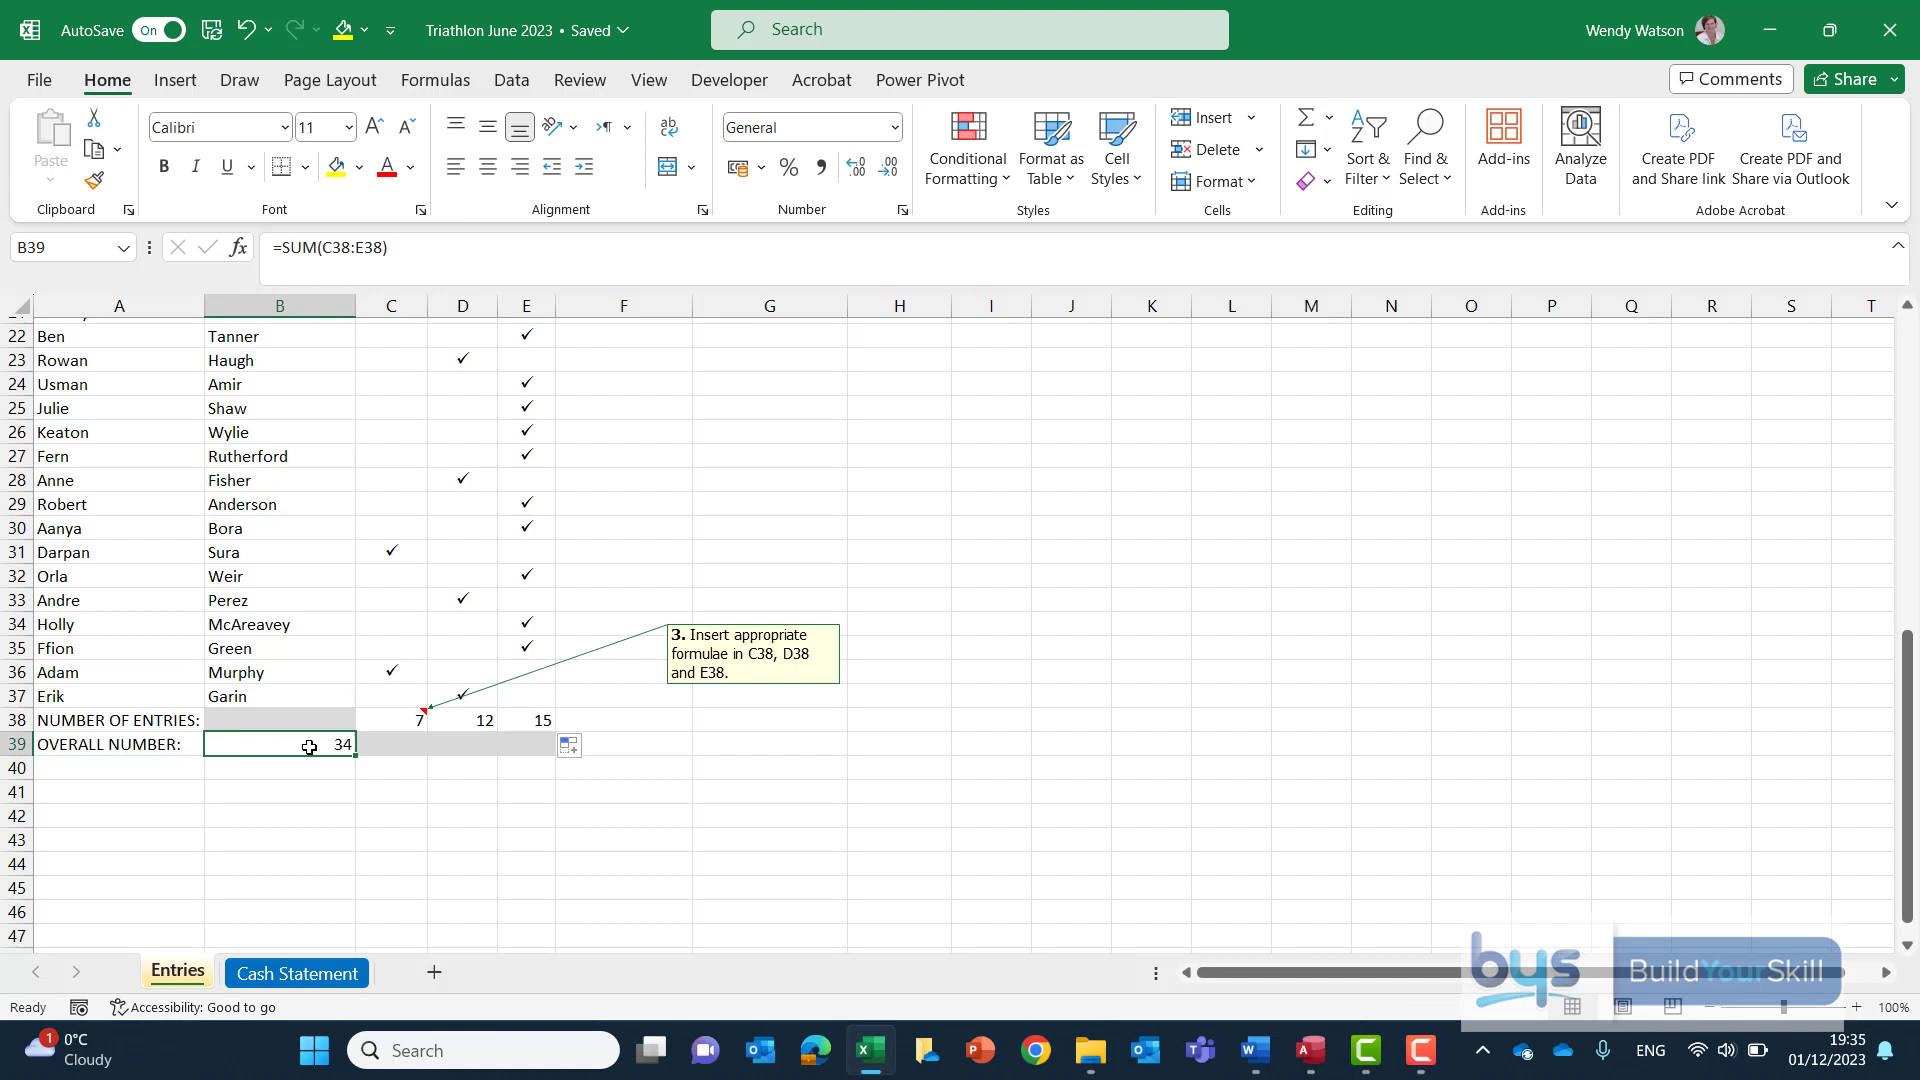 AutoSave On Triathlon June 2023 • Saved Search Wendy Watson
File Home Insert Draw Page Layout Formulas Data Review View Developer Acrobat Power Pivot Comments Share
Paste
Clipboard
Calibri 11
B I U A
Font
Alignment
General
Number
Conditional Formatting
Format as Table
Cell Styles
Styles
Insert
Delete
Format
Cells
Sort & Filter
Find & Select
Editing
Add-ins
Add-ins
Analyze Data
Create PDF and Share link
Create PDF and Share via Outlook
Adobe Acrobat
B39 fx =SUM(C38:E38)
A B C D E F G H I J K L M N O P Q R S T
22 Ben Tanner ✓
23 Rowan Haugh ✓
24 Usman Amir ✓
25 Julie Shaw ✓
26 Keaton Wylie ✓
27 Fern Rutherford ✓
28 Anne Fisher ✓
29 Robert Anderson ✓
30 Aanya Bora ✓
31 Darpan Sura ✓
32 Orla Weir ✓
33 Andre Perez ✓
34 Holly McAreavey ✓
35 Ffion Green ✓
36 Adam Murphy ✓
37 Erik Garin ✓
3. Insert appropriate
formulae in C38, D38
and E38.
38 NUMBER OF ENTRIES: 7 12 15
39 OVERALL NUMBER: 34
40
41
42
43
44
45
46
47
Entries Cash Statement
bys BuildYourSkill
Ready Accessibility: Good to go 100%
1 0°C
Cloudy
Search
ENG
19:35
01/12/2023